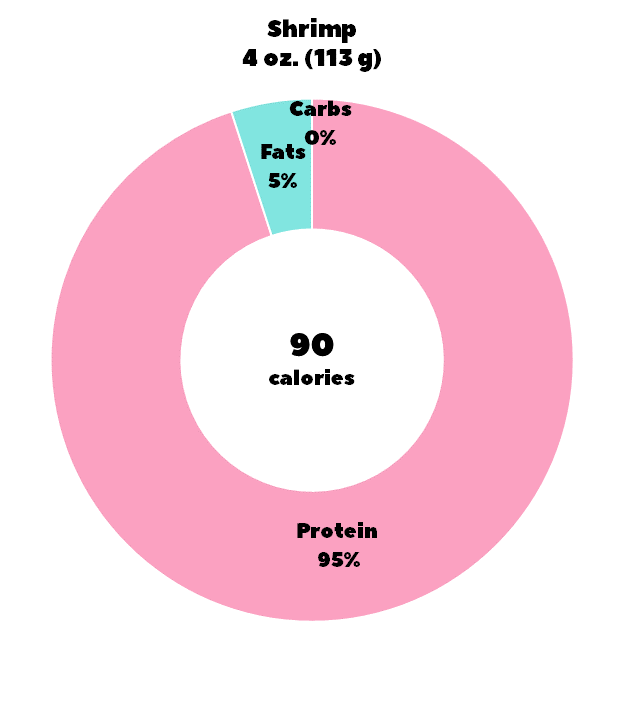 Shrimp
4 oz. (113 g)
Carbs
0%
Fats
5%
90
calories
Protein
95%